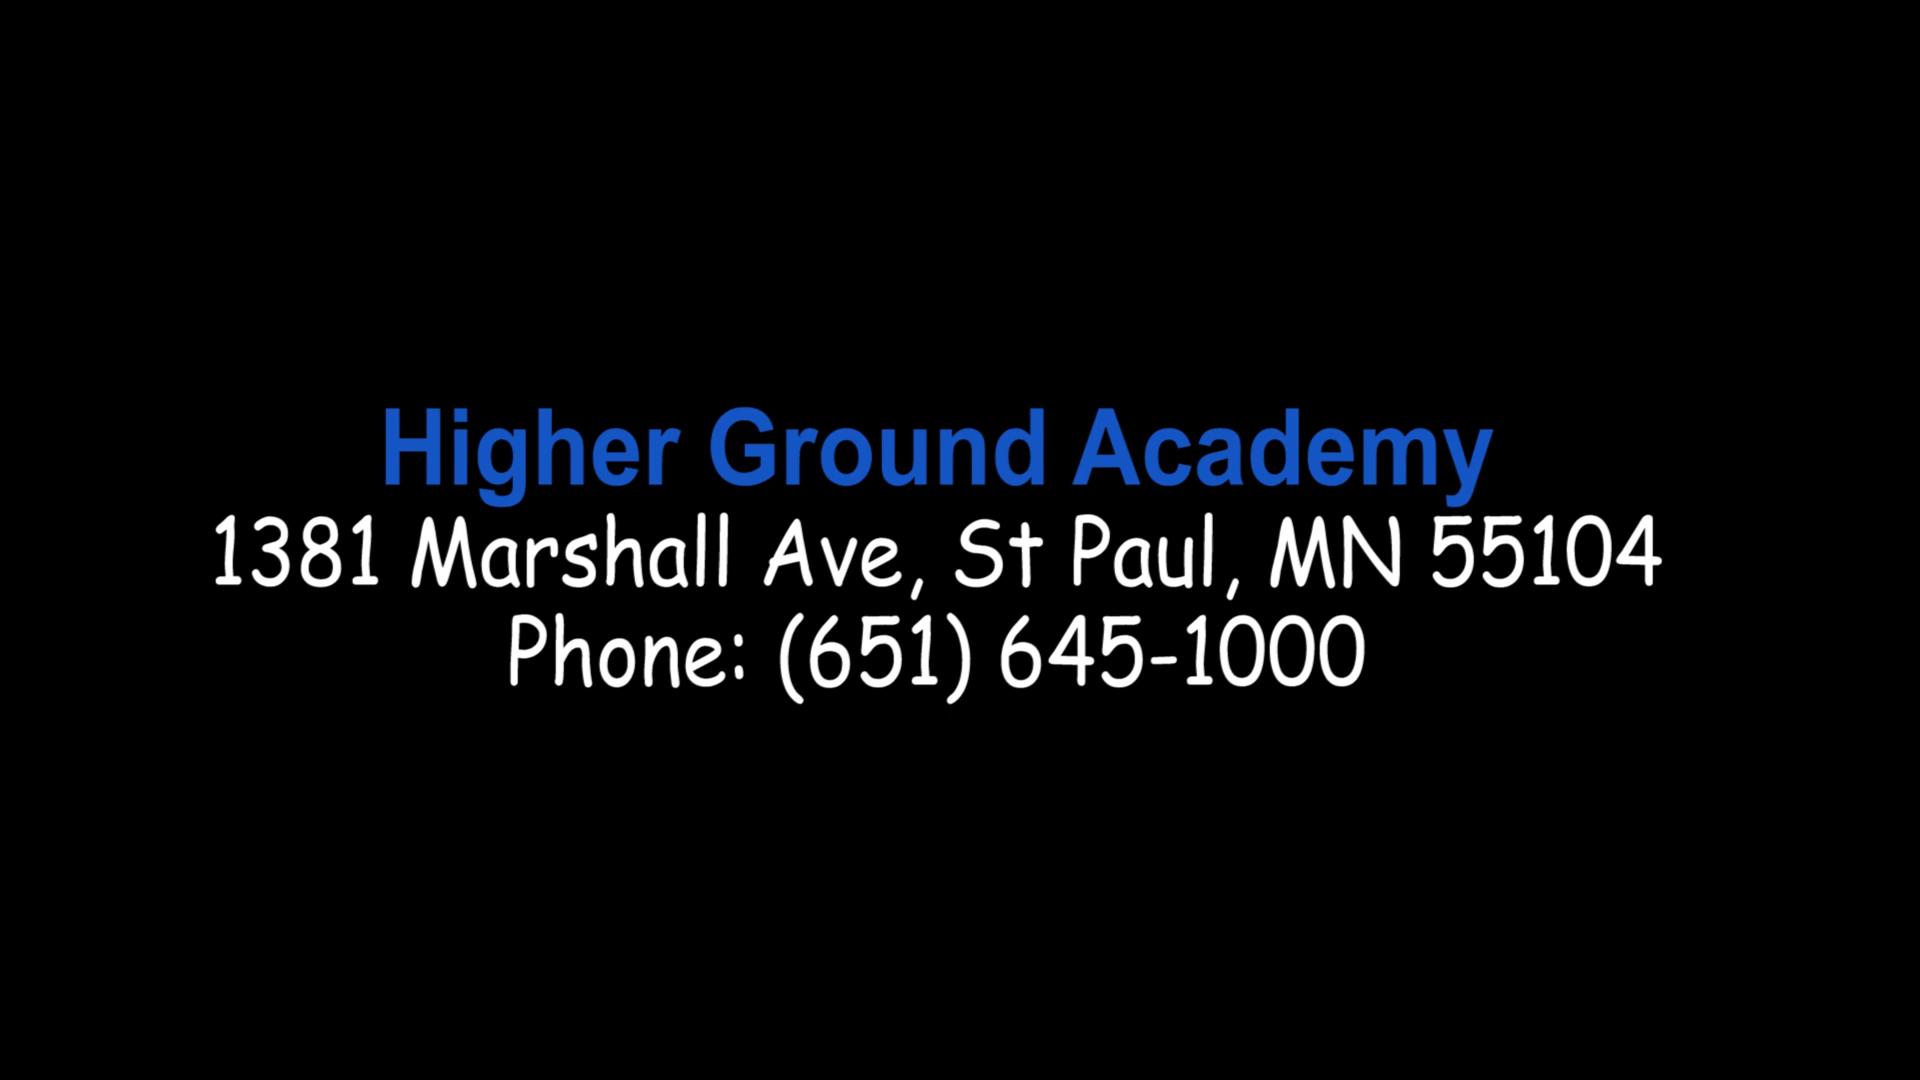 Higher Ground Academy
1381 Marshall Ave, St Paul, MN 55104
Phone: (651) 645-1000